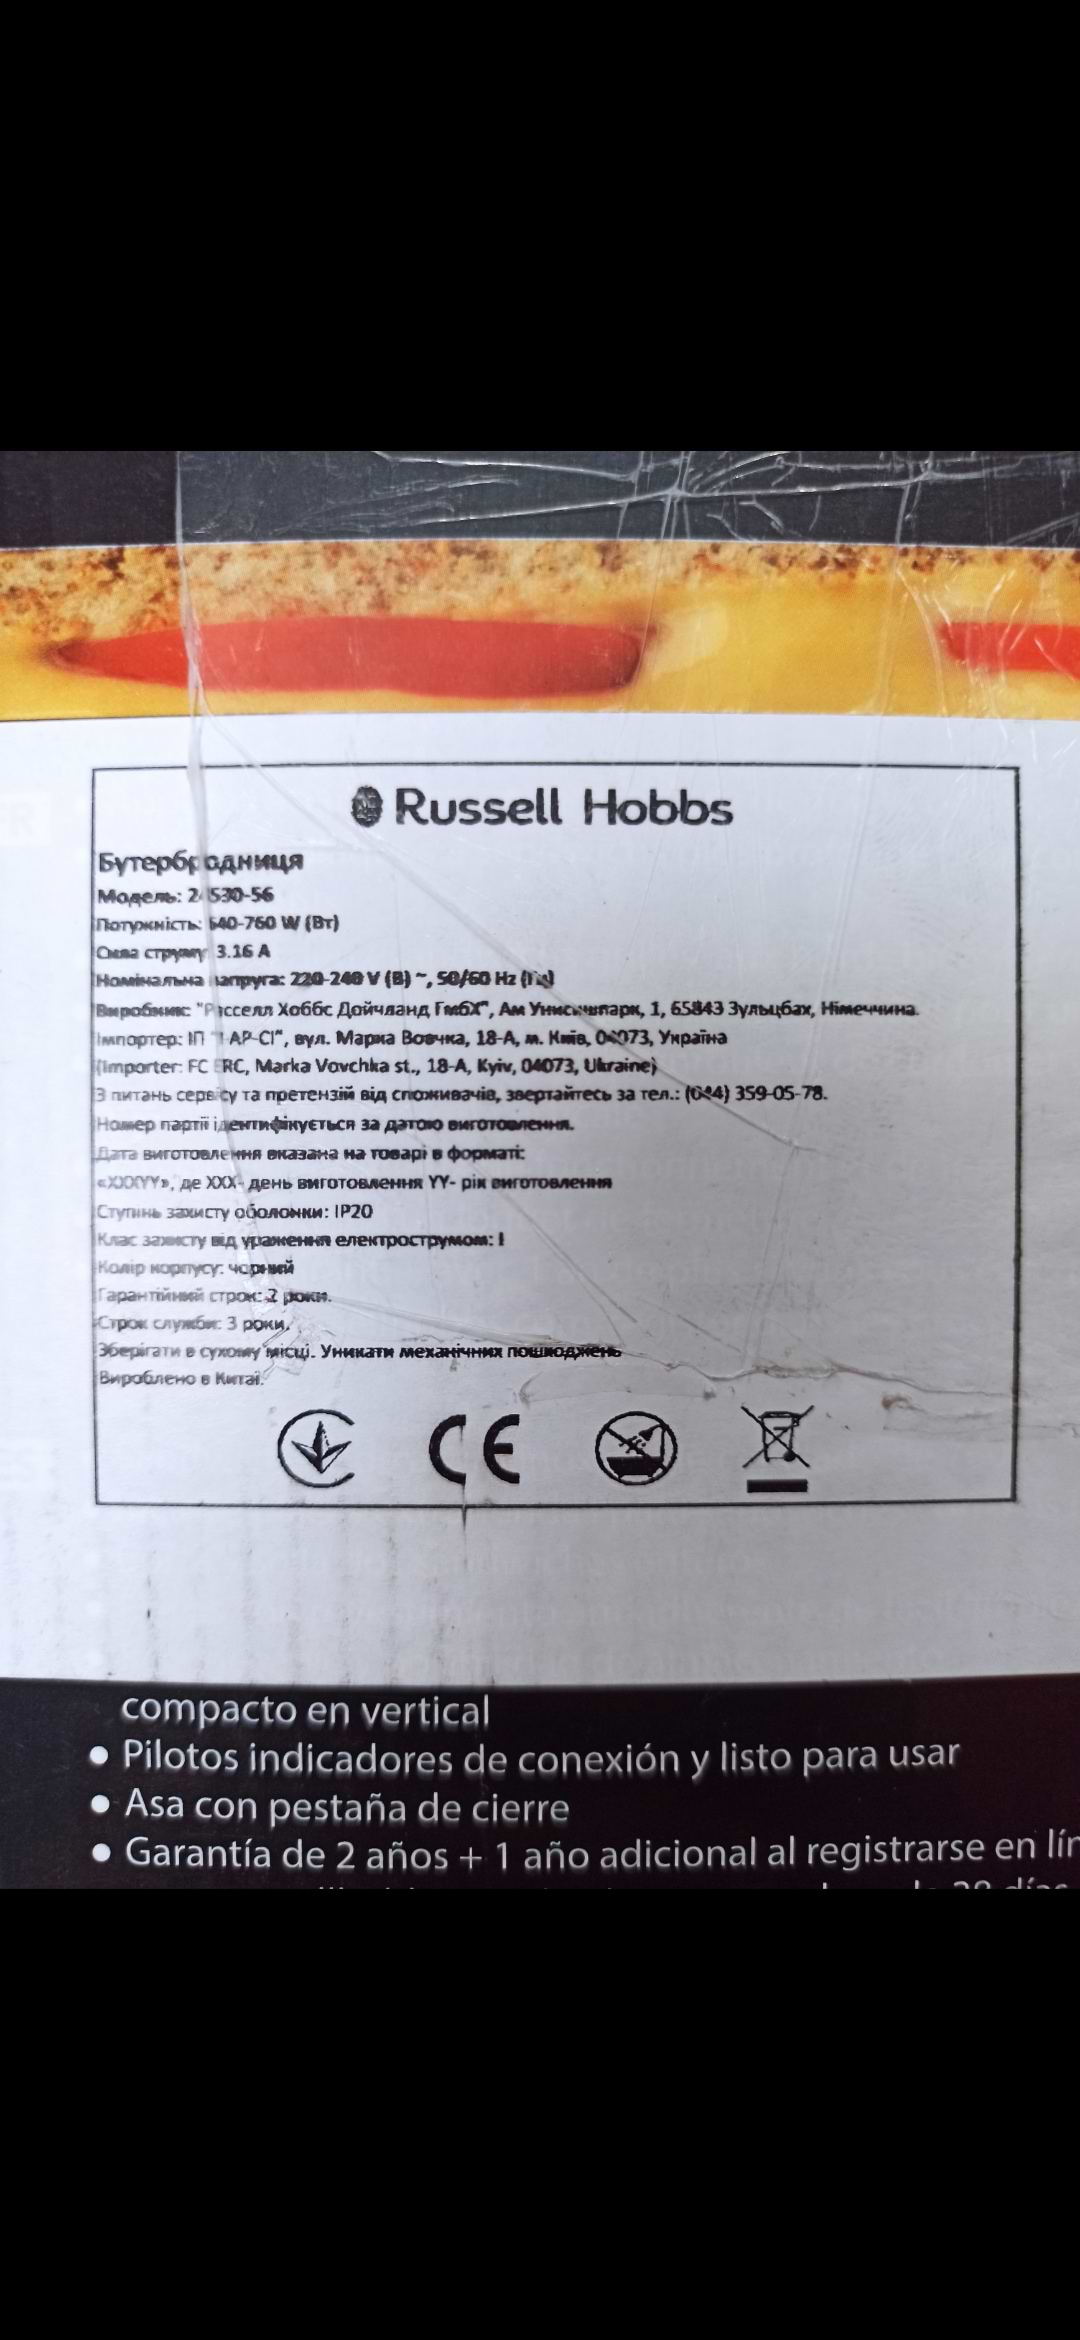 Russell Hobbs
Бутербродниця
Модель: 24530-56
Потужність: 640-760 W (Вт)
Сила струму: 3.16 A
Номінальна напруга: 220-240 V (В) ~, 50/60 Hz (Гц)
Виробник: "Расселл Хоббс Дойчланд ГмбХ", Ам Унисишпарк, 1, 65843 Зульцбах, Німеччина.
Імпортер: ІП АР-СІ", вул. Марка Вовчка, 18-А, м. Київ, 04073, Україна
(Importer: FC ERC, Marka Vovchka st., 18-A, Kyiv, 04073, Ukraine)
З питань сервісу та претензій від споживачів, звертайтесь за тел.: (044) 359-05-78.
Номер партії ідентифікується за датою виготовлення.
Дата виготовлення вказана на товарі в форматі:
«XXXYY», де XXX- день виготовлення YY- рік виготовлення
Ступінь захисту оболонки: IP20
Клас захисту від ураження електрострумом: I
Колір корпусу: чорний
Гарантійний строк: 2 роки.
Строк служби: 3 роки.
Зберігати в сухому місці. Уникати механічних пошкоджень
Вироблено в Китаї.
CE
compacto en vertical
• Pilotos indicadores de conexión y listo para usar
• Asa con pestaña de cierre
• Garantía de 2 años + 1 año adicional al registrarse en lín